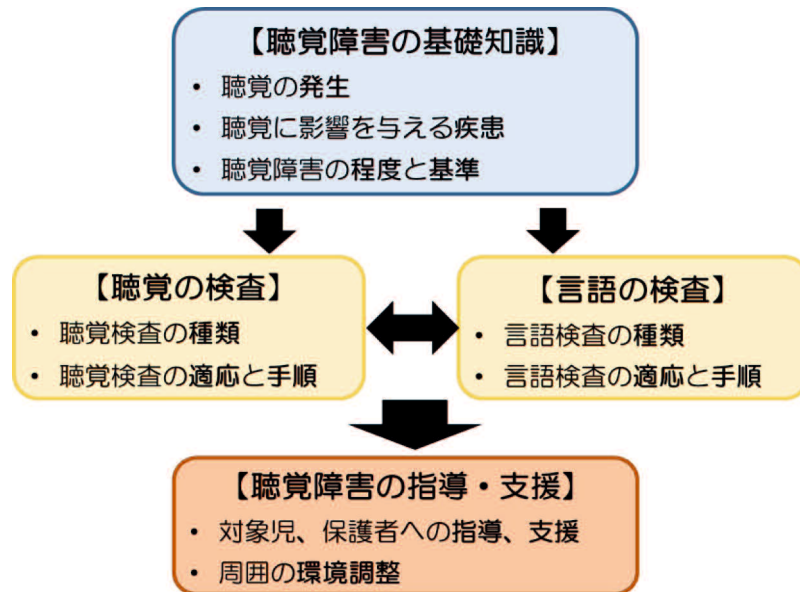 【聴覚障害の基礎知識】
• 聴覚の発生
• 聴覚に影響を与える疾患
• 聴覚障害の程度と基準
【聴覚の検査】
• 聴覚検査の種類
• 聴覚検査の適応と手順
【言語の検査】
• 言語検査の種類
• 言語検査の適応と手順
【聴覚障害の指導・支援】
• 対象児、保護者への指導、支援
• 周囲の環境調整